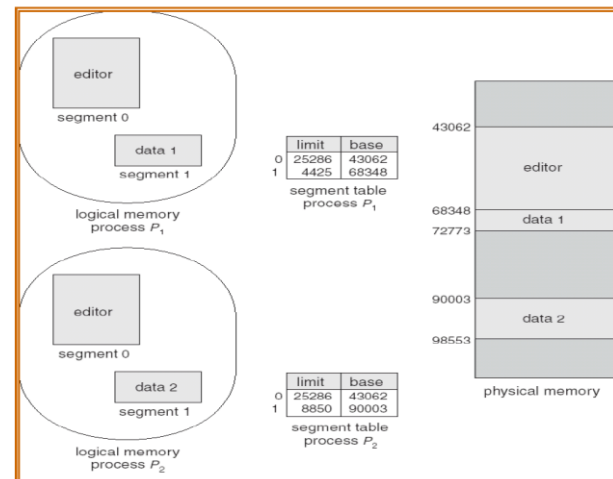 editor
segment 0
data 1
segment 1
logical memory
process P1
limit base
0 25286 43062
1 4425 68348
segment table
process P1
editor
segment 0
data 2
segment 1
logical memory
process P2
limit base
0 25286 43062
1 8850 90003
segment table
process P2
43062
editor
68348
data 1
72773
90003
data 2
98553
physical memory